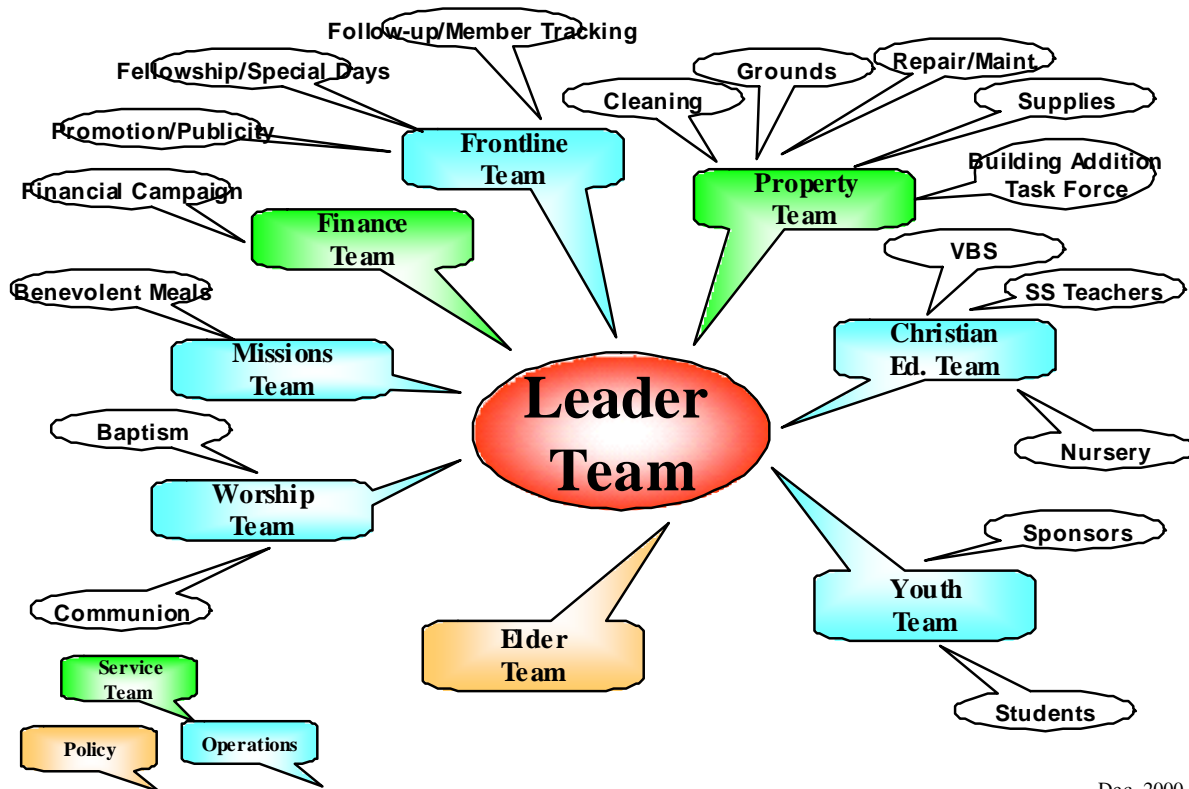 Follow-up/Member Tracking
Fellowship/Special Days
Promotion/Publicity
Financial Campaign
Benevolent Meals
Baptism
Communion
Frontline
Team
Finance
Team
Missions
Team
Worship
Team
Cleaning
Grounds
Repair/Maint.
Supplies
Building Addition
Task Force
Property
Team
VBS
SS Teachers
Christian
Ed. Team
Nursery
Leader
Team
Sponsors
Youth
Team
Students
Elder
Team
Service
Team
Policy
Operations
Dec. 2000